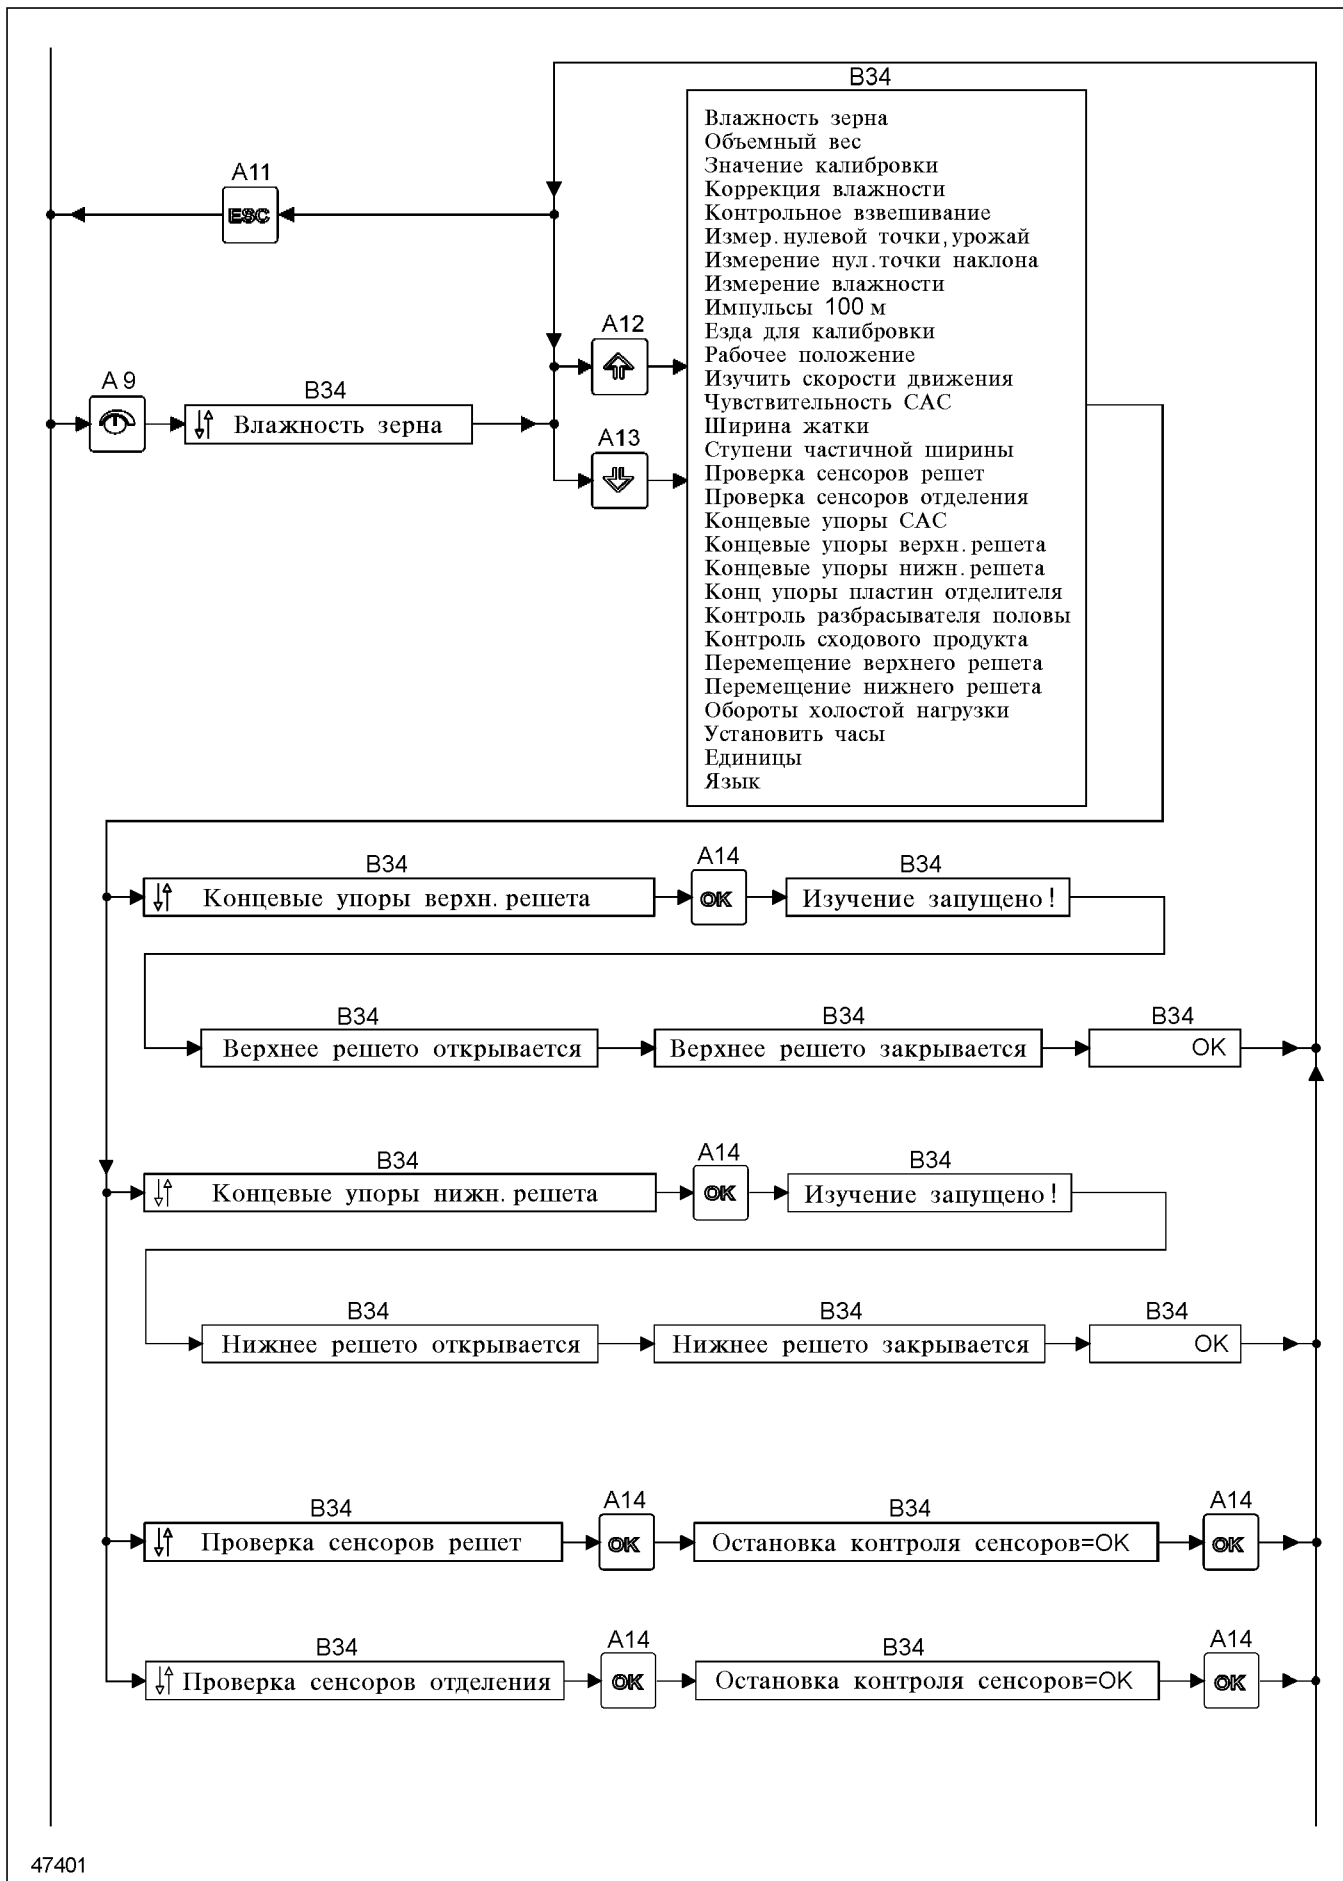 B34
Влажность зерна
Объемный вес
Значение калибровки
Коррекция влажности
Контрольное взвешивание
Измер.нулевой точки,урожай
Измерение нул.точки наклона
Измерение влажности
Импульсы 100 м
Езда для калибровки
Рабочее положение
Изучить скорости движения
Чувствительность САС
Ширина жатки
Ступени частичной ширины
Проверка сенсоров решет
Проверка сенсоров отделения
Концевые упоры САС
Концевые упоры верхн.решета
Концевые упоры нижн.решета
Конц упоры пластин отделителя
Контроль разбрасывателя половы
Контроль сходового продукта
Перемещение верхнего решета
Перемещение нижнего решета
Обороты холостой нагрузки
Установить часы
Единицы
Язык
A11
ESC
A12
A9
B34
Влажность зерна
A13
B34
A14
B34
Концевые упоры верхн. решета
OK
Изучение запущено!
B34
B34
B34
Верхнее решето открывается
Верхнее решето закрывается
OK
B34
A14
B34
Концевые упоры нижн. решета
OK
Изучение запущено!
B34
B34
B34
Нижнее решето открывается
Нижнее решето закрывается
OK
B34
A14
B34
A14
Проверка сенсоров решет
OK
Остановка контроля сенсоров=OK
OK
B34
A14
B34
A14
Проверка сенсоров отделения
OK
Остановка контроля сенсоров=OK
OK
47401